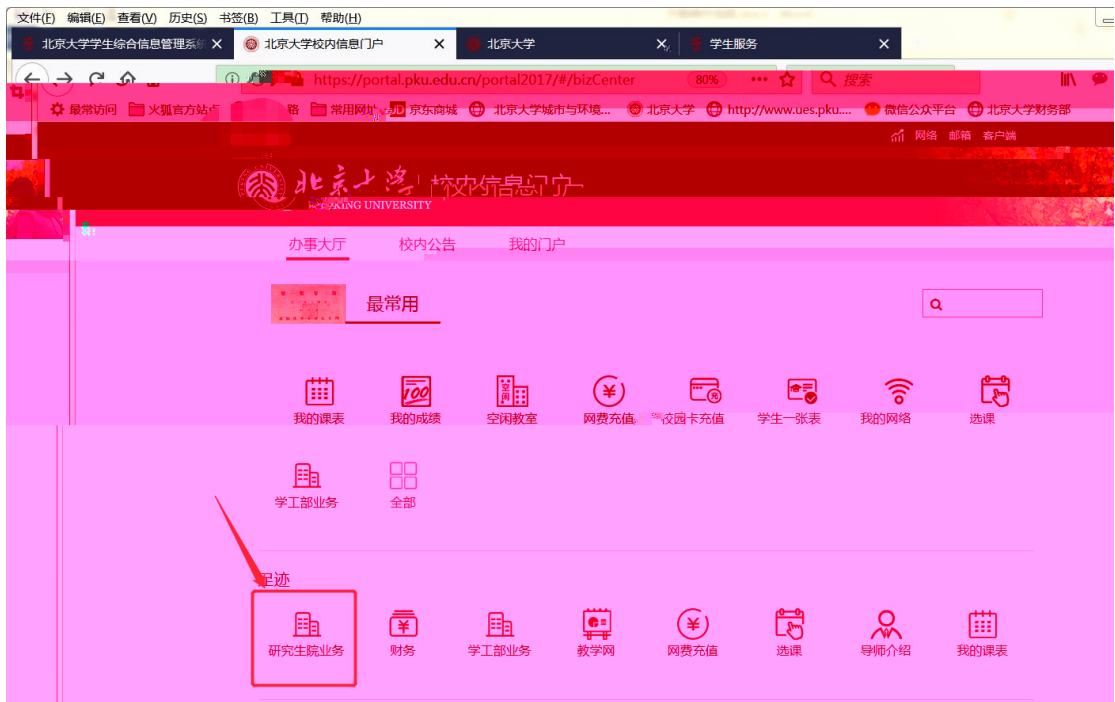 文件(F) 编辑(E) 查看(V) 历史(S) 书签(B) 工具(T) 帮助(H)
北京大学学生综合信息管理系统 北京大学校内信息门户 北京大学 学生服务
https://portal.pku.edu.cn/portal2017/#/bizCenter 80% 搜索
最常访问 火狐官方站点 路 常用网址 京东商城 北京大学城市与环境... 北京大学 http://www.ues.pku.... 微信公众平台 北京大学财务部
网络 邮箱 客户端
北京大学 校内信息门户
PEKING UNIVERSITY
办事大厅 校内公告 我的门户
最常用
我的课表 我的成绩 空闲教室 网费充值 校园卡充值 学生一张表 我的网络 选课
学工部业务 全部
足迹
研究生院业务 财务 学工部业务 教学网 网费充值 选课 导师介绍 我的课表